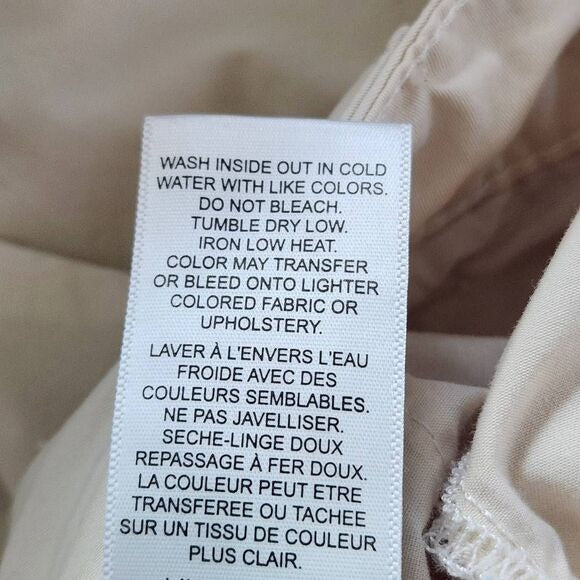 WASH INSIDE OUT IN COLD
WATER WITH LIKE COLORS.
DO NOT BLEACH.
TUMBLE DRY LOW.
IRON LOW HEAT.
COLOR MAY TRANSFER
OR BLEED ONTO LIGHTER
COLORED FABRIC OR
UPHOLSTERY.
LAVER À L'ENVERS L'EAU
FROIDE AVEC DES
COULEURS SEMBLABLES.
NE PAS JAVELLISER.
SECHE-LINGE DOUX
REPASSAGE À FER DOUX.
LA COULEUR PEUT ETRE
TRANSFEREE OU TACHEE
SUR UN TISSU DE COULEUR
PLUS CLAIR.